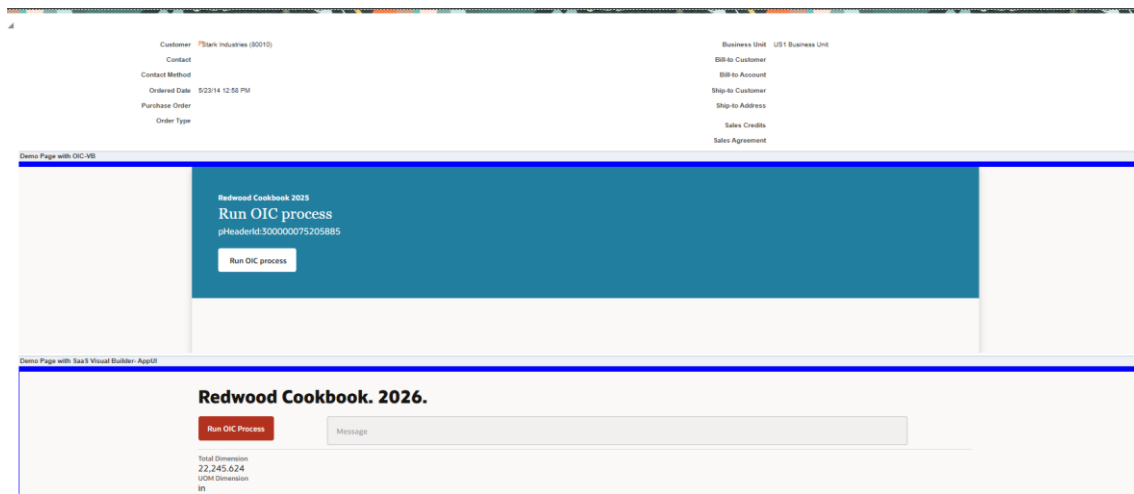 Customer Stark Industries (80010)
Contact
Contact Method
Ordered Date 5/23/14 12:58 PM
Purchase Order
Order Type
Business Unit US1 Business Unit
Bill-to Customer
Bill-to Account
Ship-to Customer
Ship-to Address
Sales Credits
Sales Agreement
Demo Page with OIC-VB
Redwood Cookbook 2025
Run OIC process
pHeaderId:300000075205885
Run OIC process
Demo Page with SaaS Visual Builder- AppUI
Redwood Cookbook. 2026.
Run OIC Process
Message
Total Dimension
22,245.624
UOM Dimension
in